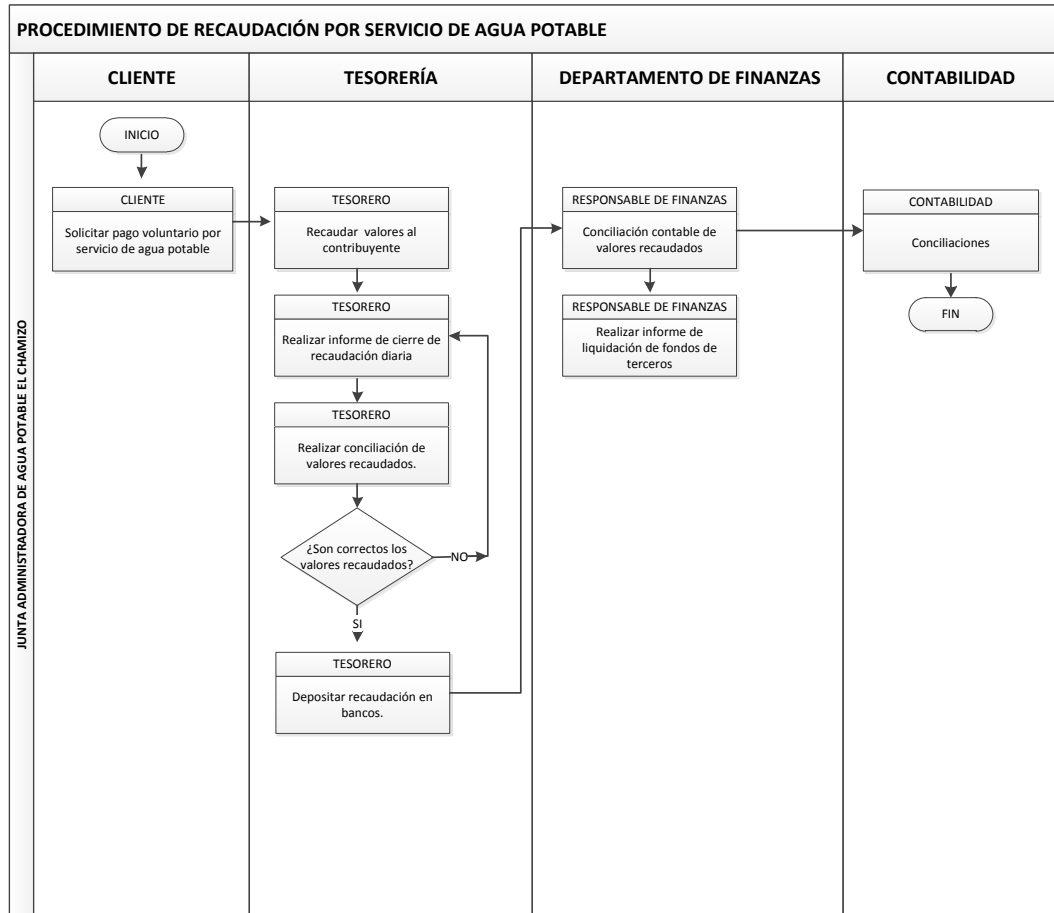 PROCEDIMIENTO DE RECAUDACIÓN POR SERVICIO DE AGUA POTABLE
JUNTA ADMINISTRADORA DE AGUA POTABLE EL CHAMIZO
CLIENTE
TESORERÍA
DEPARTAMENTO DE FINANZAS
CONTABILIDAD
INICIO
CLIENTE
Solicitar pago voluntario por
servicio de agua potable
TESORERO
Recaudar valores al
contribuyente
TESORERO
Realizar informe de cierre de
recaudación diaria
TESORERO
Realizar conciliación de
valores recaudados.
¿Son correctos los
valores recaudados?
NO
SI
TESORERO
Depositar recaudación en
bancos.
RESPONSABLE DE FINANZAS
Conciliación contable de
valores recaudados
RESPONSABLE DE FINANZAS
Realizar informe de
liquidación de fondos de
terceros
CONTABILIDAD
Conciliaciones
FIN